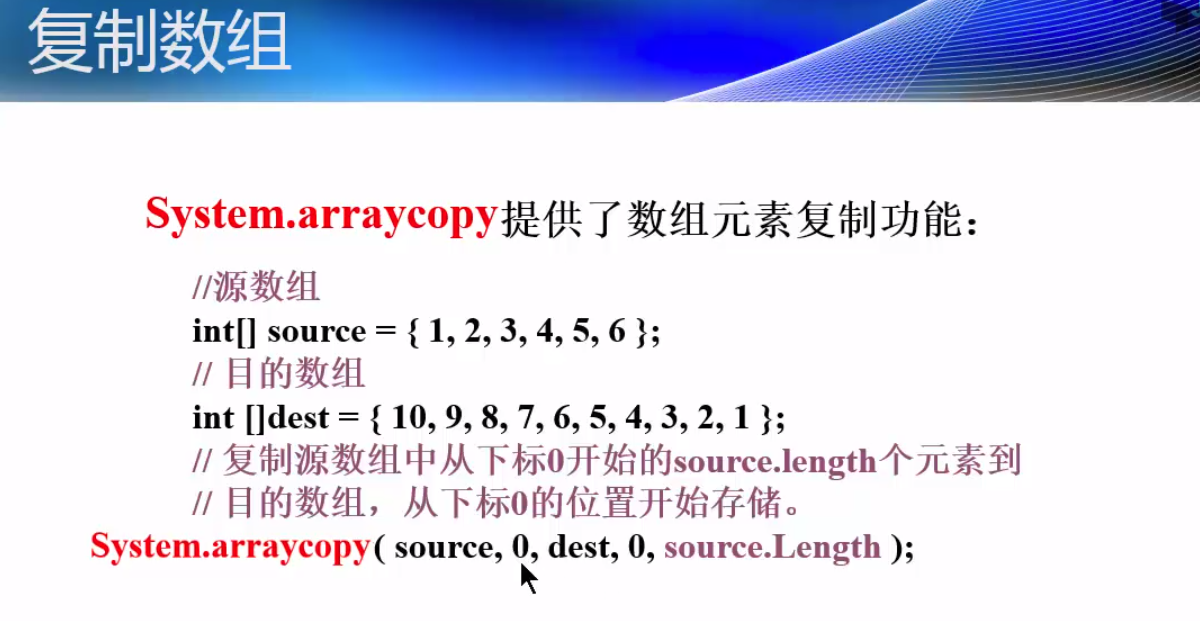 复制数组
System.arraycopy提供了数组元素复制功能：
//源数组
int[] source = { 1, 2, 3, 4, 5, 6 };
// 目的数组
int []dest = { 10, 9, 8, 7, 6, 5, 4, 3, 2, 1 };
// 复制源数组中从下标0开始的source.length个元素到
// 目的数组，从下标0的位置开始存储。
System.arraycopy( source, 0, dest, 0, source.Length );